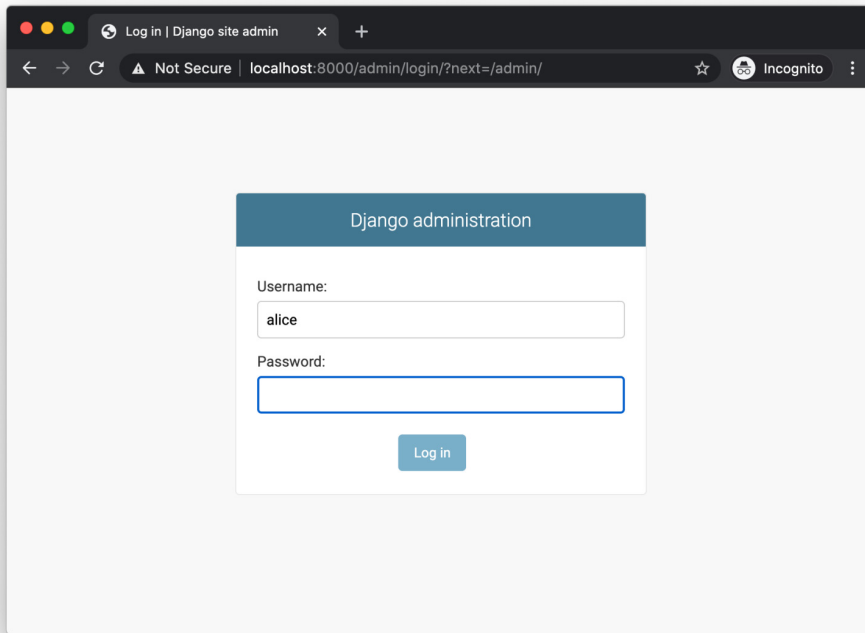 Log in | Django site admin
Not Secure | localhost:8000/admin/login/?next=/admin/ Incognito
Django administration
Username:
alice
Password:
Log in